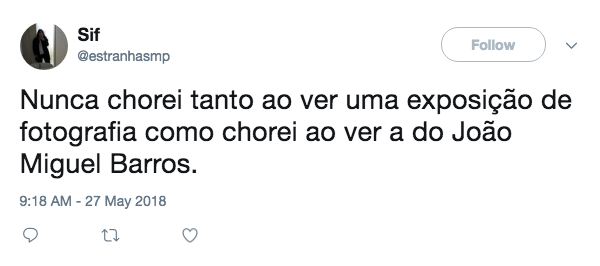 Sif
@estranhasmp
Follow
Nunca chorei tanto ao ver uma exposição de
fotografia como chorei ao ver a do João
Miguel Barros.
9:18 AM - 27 May 2018